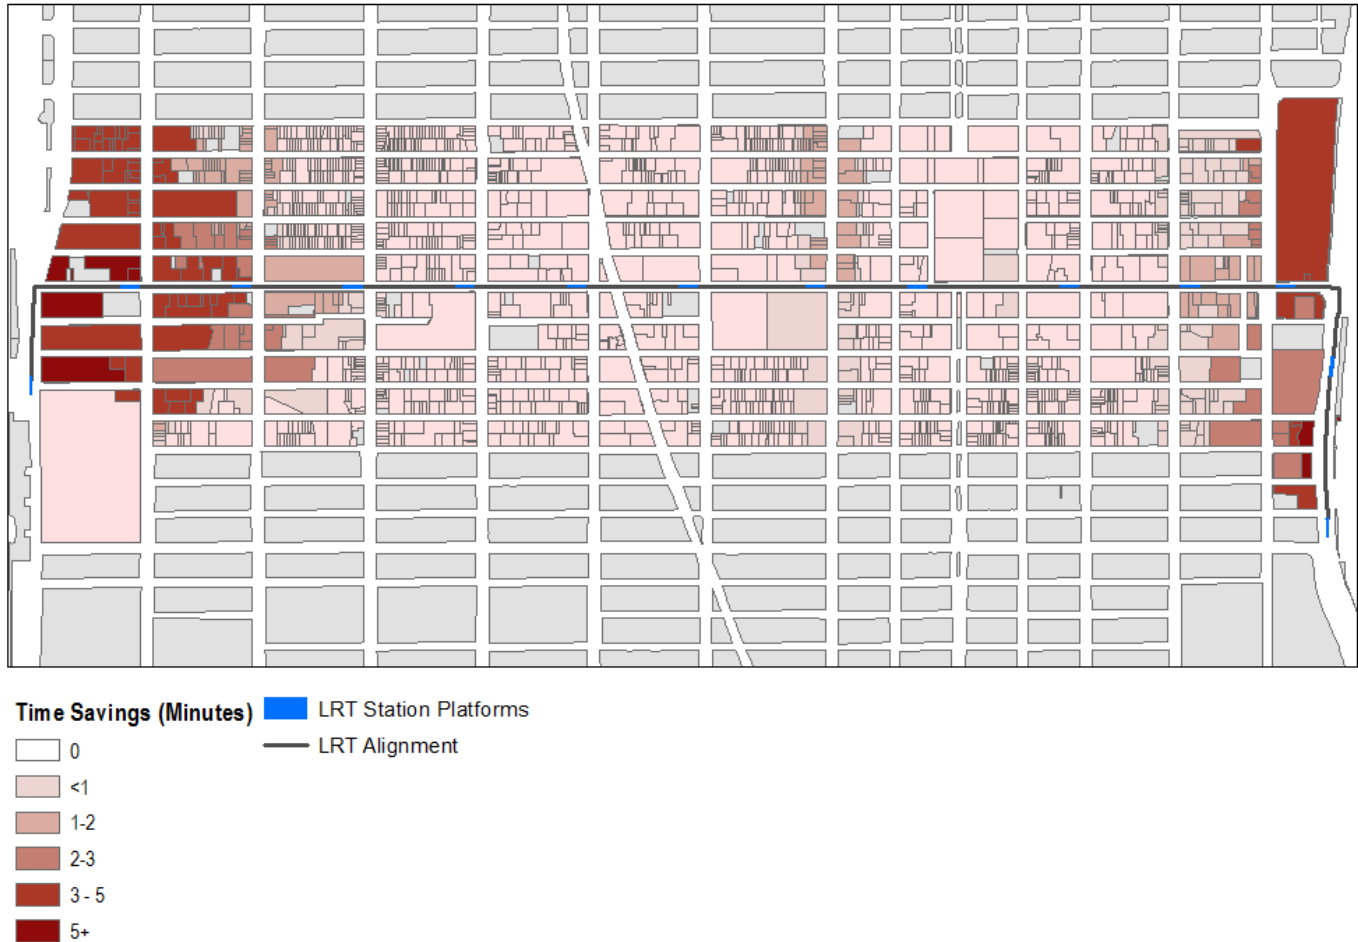 Time Savings (Minutes)
LRT Station Platforms
0
LRT Alignment
<1
1-2
2-3
3 - 5
5+